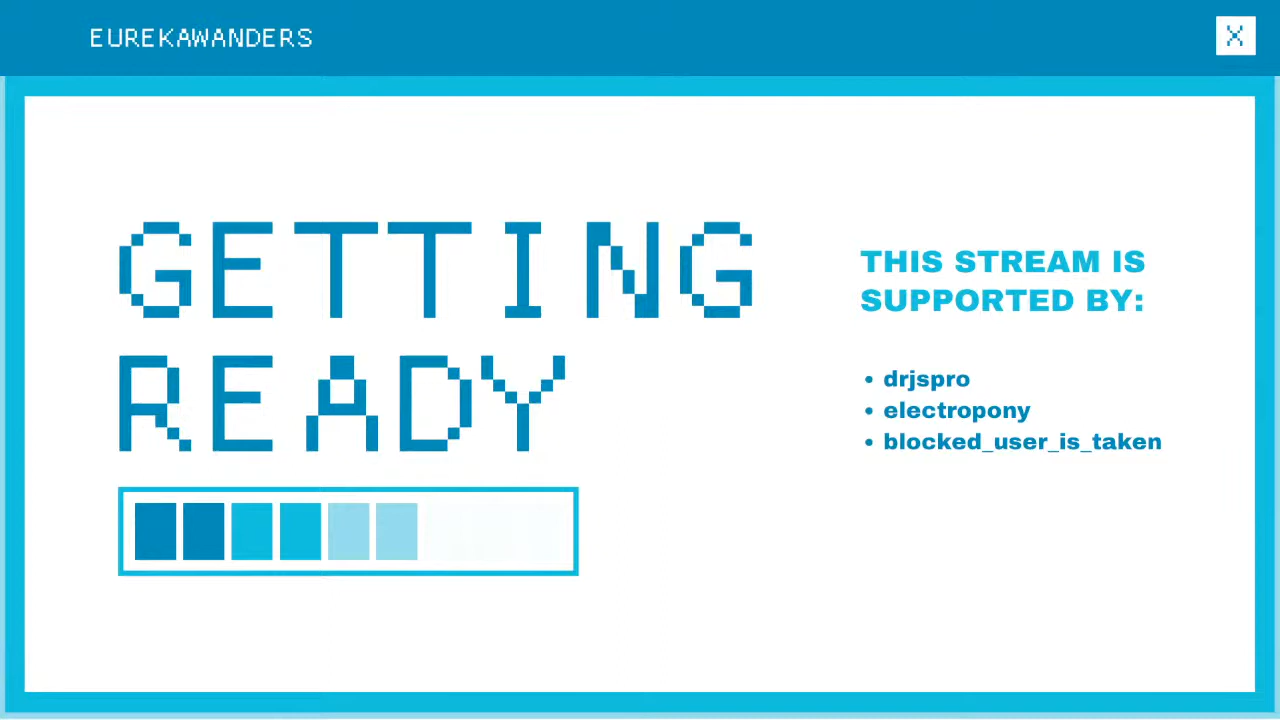 EUREKAWANDERS
X
GETTING
READY
THIS STREAM IS
SUPPORTED BY:
• drjspro
• electropony
• blocked_user_is_taken